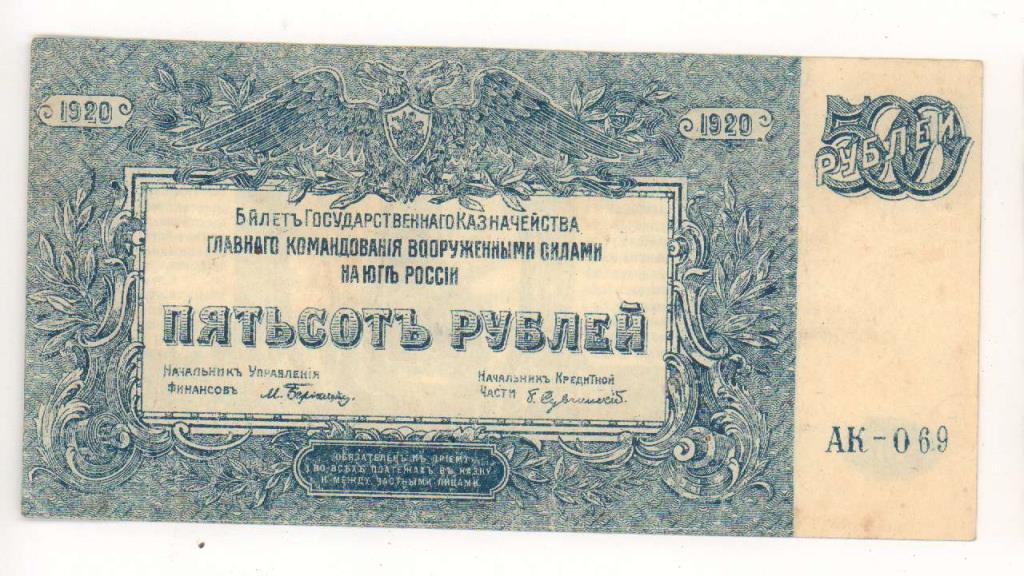 1920
1920
500
РУБЛЕЙ
БИЛЕТЪ ГОСУДАРСТВЕННАГО КАЗНАЧЕЙСТВА
ГЛАВНАГО КОМАНДОВАНІЯ ВООРУЖЕННЫМИ СИЛАМИ
НА ЮГѢ РОССІИ
ПЯТЬСОТЪ РУБЛЕЙ
НАЧАЛЬНИКЪ УПРАВЛЕНІЯ
ФИНАНСОВЪ
НАЧАЛЬНИКЪ КРЕДИТНОЙ
ЧАСТИ
АК-069
ОБЯЗАТЕЛЕНЪ КЪ ПРІЕМУ
ВО ВСѢХЪ ПЛАТЕЖАХЪ ВЪ КАЗНУ
И МЕЖДУ ЧАСТНЫМИ ЛИЦАМИ.